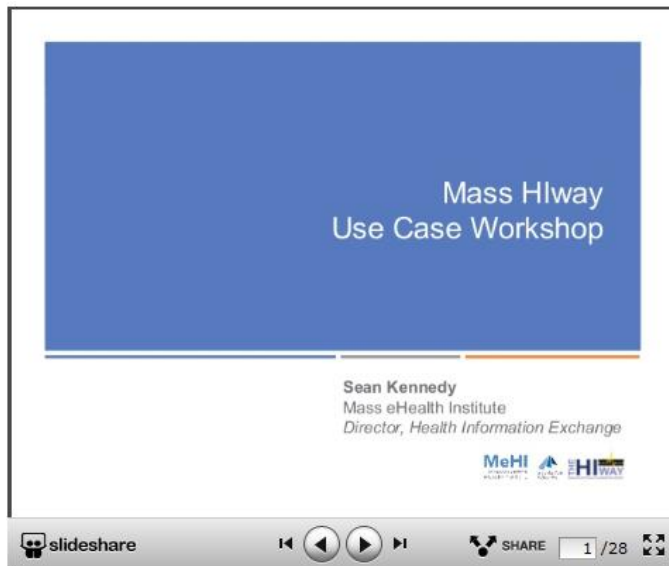 Mass HIway
Use Case Workshop
Sean Kennedy
Mass eHealth Institute
Director, Health Information Exchange
MeHI
THE HIWAY
slideshare
SHARE 1 /28